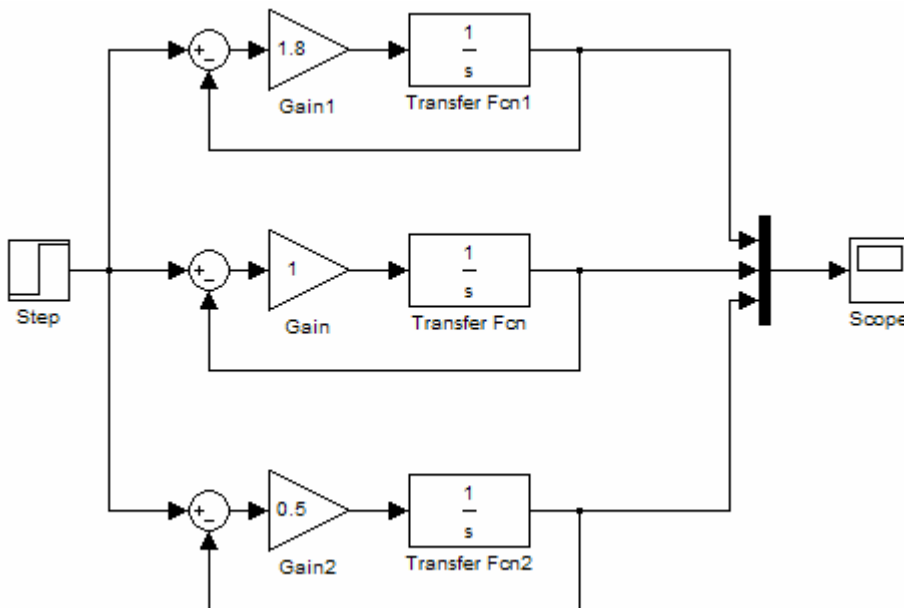 +
−
1.8
1
s
Gain1
Transfer Fcn1
Step
+
−
1
1
s
Gain
Transfer Fcn
Scope
+
−
0.5
1
s
Gain2
Transfer Fcn2